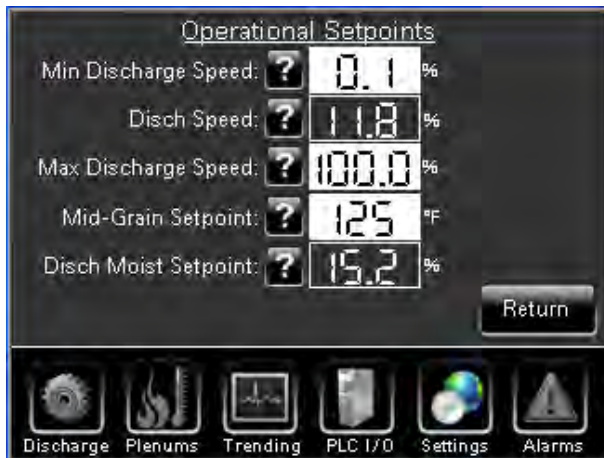 Operational Setpoints
Min Discharge Speed: ? 0.1 %
Disch Speed: ? 11.8 %
Max Discharge Speed: ? 100.0 %
Mid-Grain Setpoint: ? 125 °F
Disch Moist Setpoint: ? 15.2 %
Return
Discharge Plenums Trending PLC I/O Settings Alarms